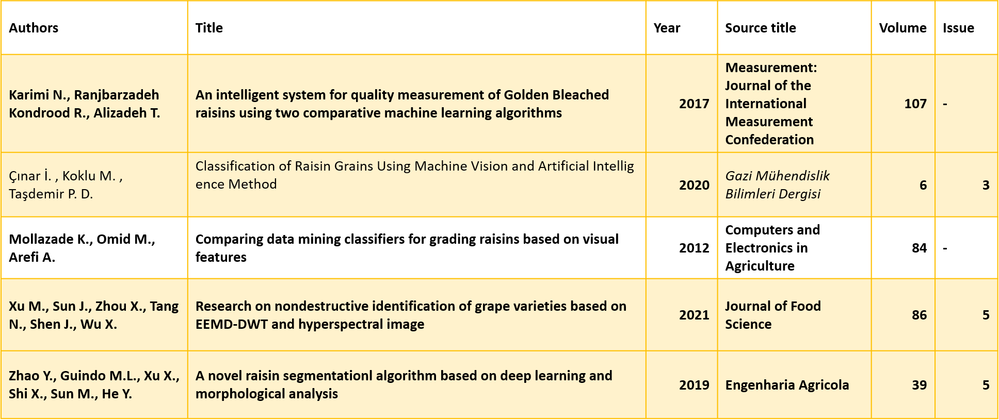 Authors Title Year Source title Volume Issue
Karimi N., Ranjbarzadeh
Kondrood R., Alizadeh T.
An intelligent system for quality measurement of Golden Bleached
raisins using two comparative machine learning algorithms
2017
Measurement:
Journal of the
International
Measurement
Confederation
107
-
Çınar İ. , Koklu M. ,
Taşdemir P. D.
Classification of Raisin Grains Using Machine Vision and Artificial Intellig
ence Method
2020
Gazi Mühendislik
Bilimleri Dergisi
6
3
Mollazade K., Omid M.,
Arefi A.
Comparing data mining classifiers for grading raisins based on visual
features
2012
Computers and
Electronics in
Agriculture
84
-
Xu M., Sun J., Zhou X., Tang
N., Shen J., Wu X.
Research on nondestructive identification of grape varieties based on
EEMD-DWT and hyperspectral image
2021
Journal of Food
Science
86
5
Zhao Y., Guindo M.L., Xu X.,
Shi X., Sun M., He Y.
A novel raisin segmentationl algorithm based on deep learning and
morphological analysis
2019
Engenharia Agricola
39
5